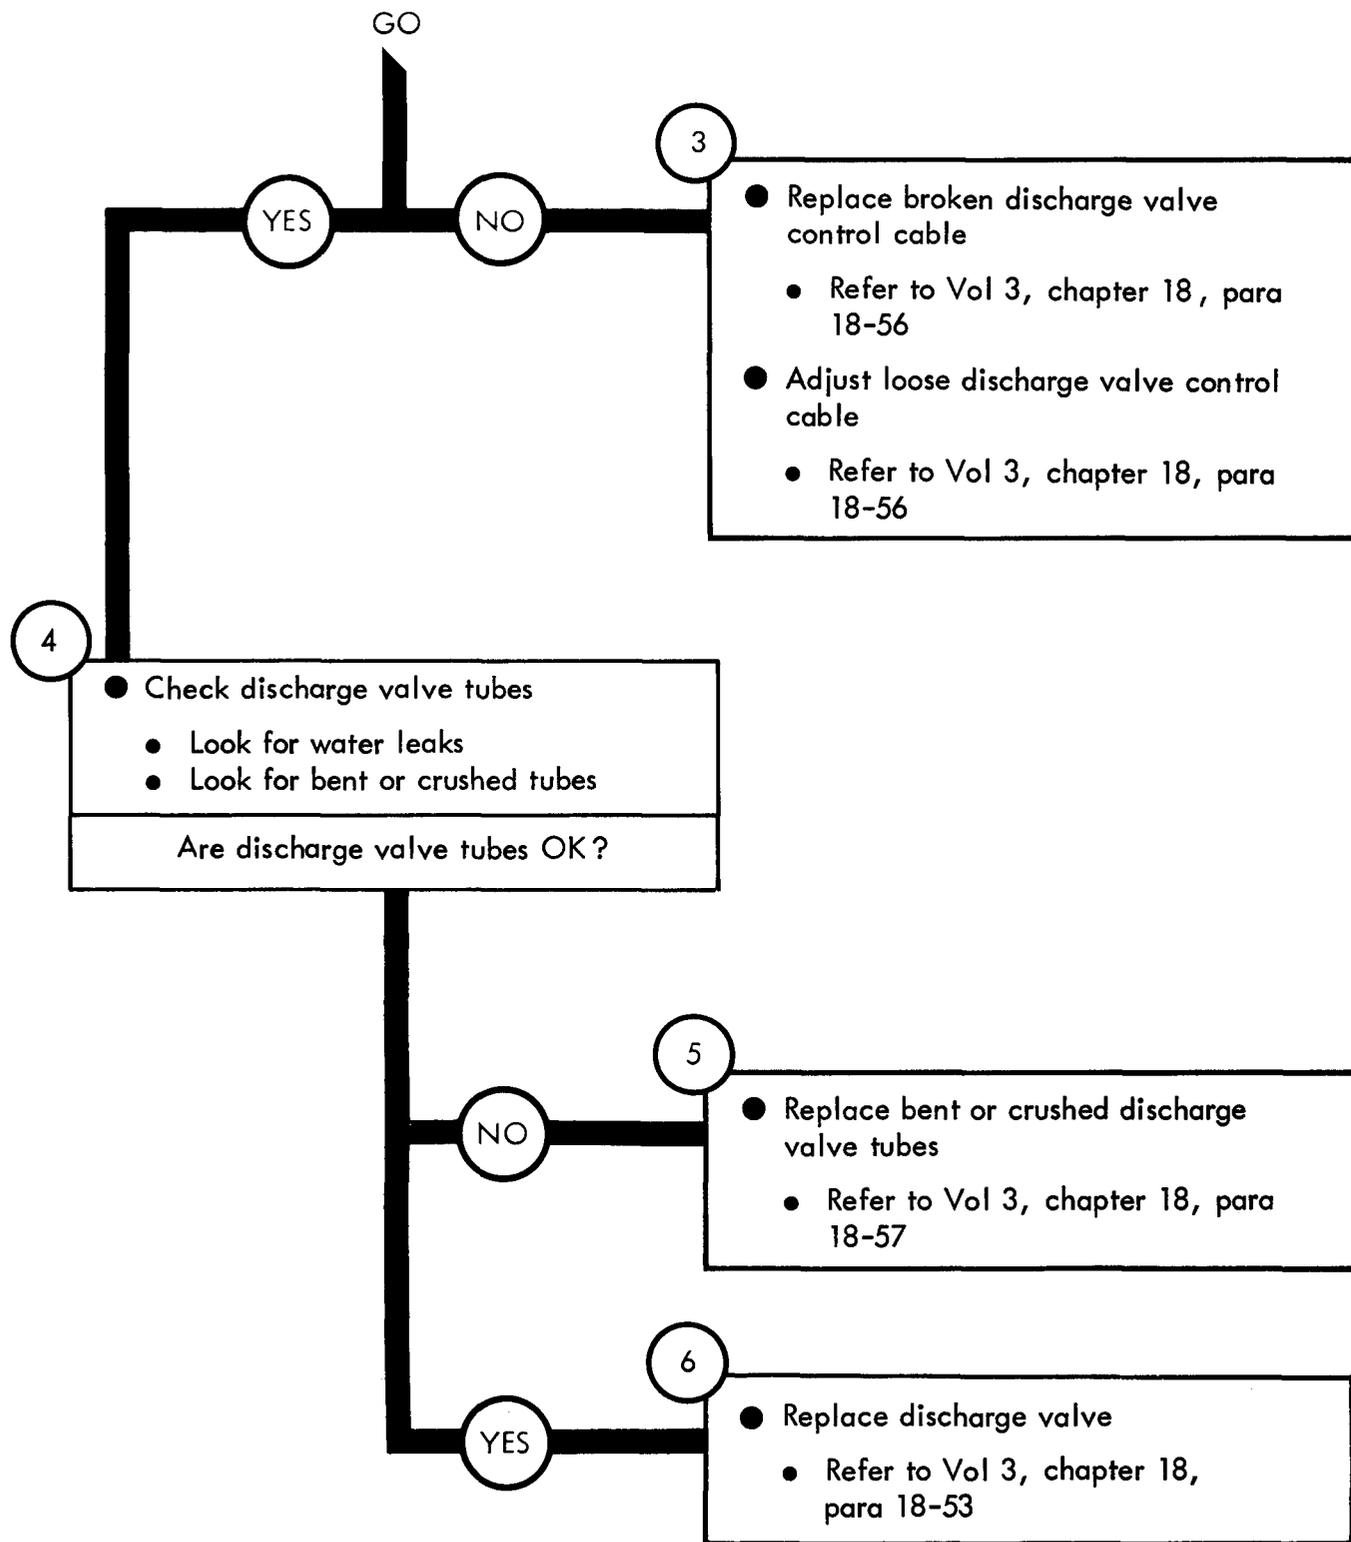 GO
YES
NO
3
● Replace broken discharge valve
control cable
● Refer to Vol 3, chapter 18, para
18-56
● Adjust loose discharge valve control
cable
● Refer to Vol 3, chapter 18, para
18-56
4
● Check discharge valve tubes
● Look for water leaks
● Look for bent or crushed tubes
Are discharge valve tubes OK?
NO
5
● Replace bent or crushed discharge
valve tubes
● Refer to Vol 3, chapter 18, para
18-57
YES
6
● Replace discharge valve
● Refer to Vol 3, chapter 18,
para 18-53